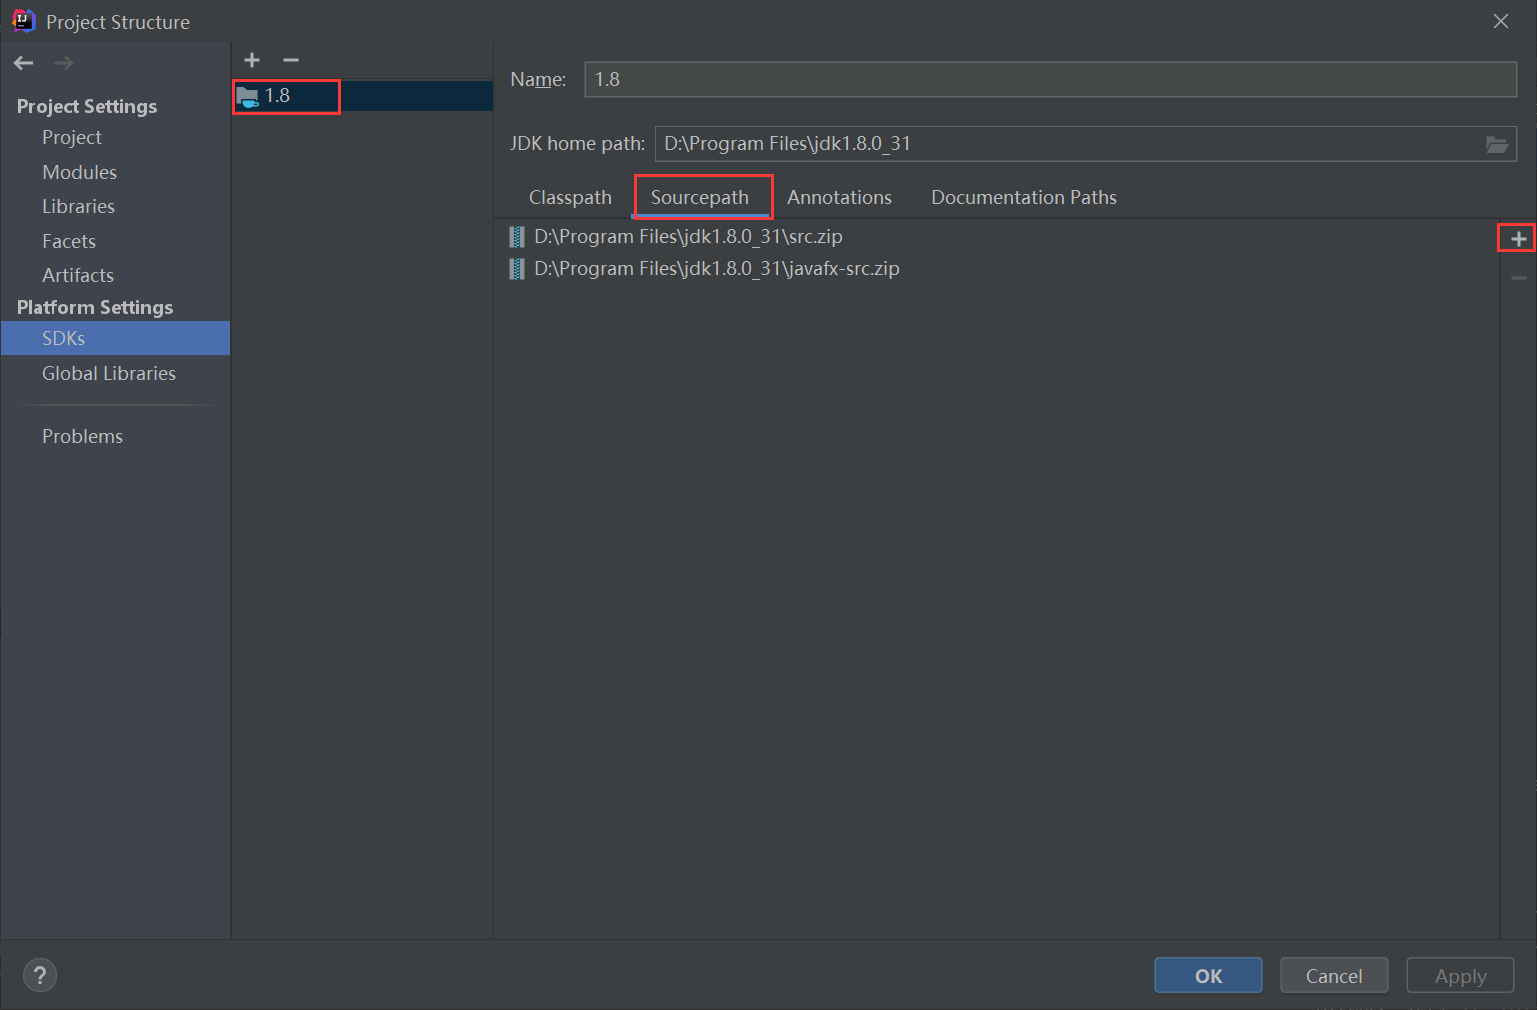 Project Structure
Project Settings
Project
Modules
Libraries
Facets
Artifacts
Platform Settings
SDKs
Global Libraries
Problems
1.8
Name: 1.8
JDK home path: D:\Program Files\jdk1.8.0_31
Classpath Sourcepath Annotations Documentation Paths
D:\Program Files\jdk1.8.0_31\src.zip
D:\Program Files\jdk1.8.0_31\javafx-src.zip
? OK Cancel Apply